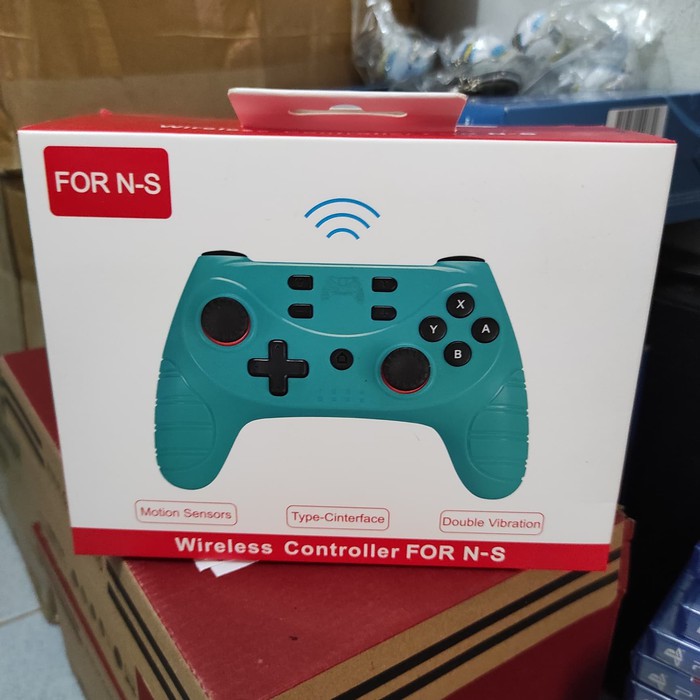 FOR N-S
X
Y
A
B
Motion Sensors
Type-Cinterface
Double Vibration
Wireless Controller FOR N-S